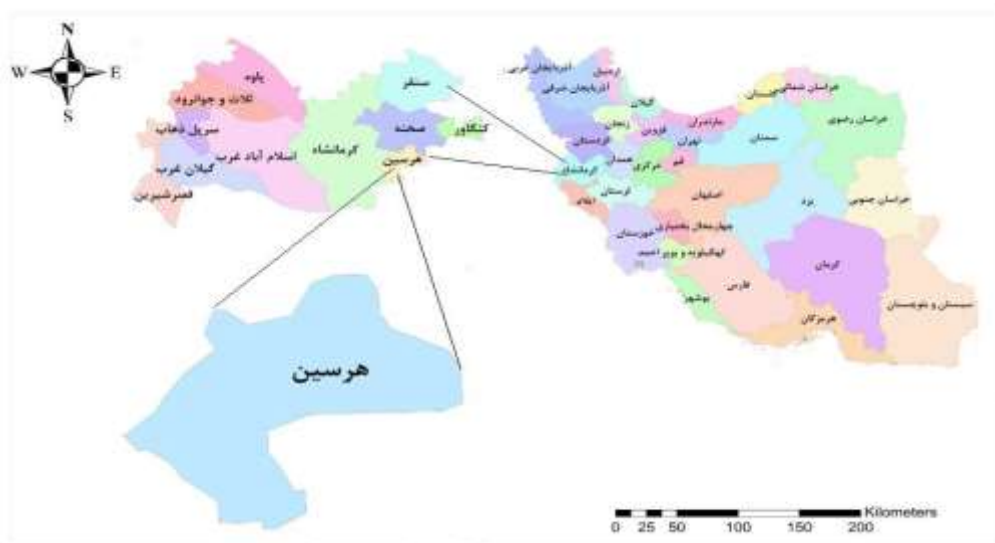 N
W E
S
پاوه
ثلاث و جوانرود
سرپل ذهاب
اسلام آباد غرب
گیلان غرب
قصرشیرین
کرمانشاه
سنقر
صحنه
کنگاور
هرسین
هرسین
آذربایجان غربی
آذربایجان شرقی
اردبیل
گیلان
زنجان
کردستان
قزوین
مازندران
تهران
سمنان
خراسان شمالی
خراسان رضوی
کرمانشاه
همدان
مرکزی
قم
لرستان
ایلام
اصفهان
یزد
خراسان جنوبی
خوزستان
چهارمحال بختیاری
کهگیلویه و بویر احمد
فارس
بوشهر
کرمان
هرمزگان
سیستان و بلوچستان
Kilometers
0 25 50 100 150 200